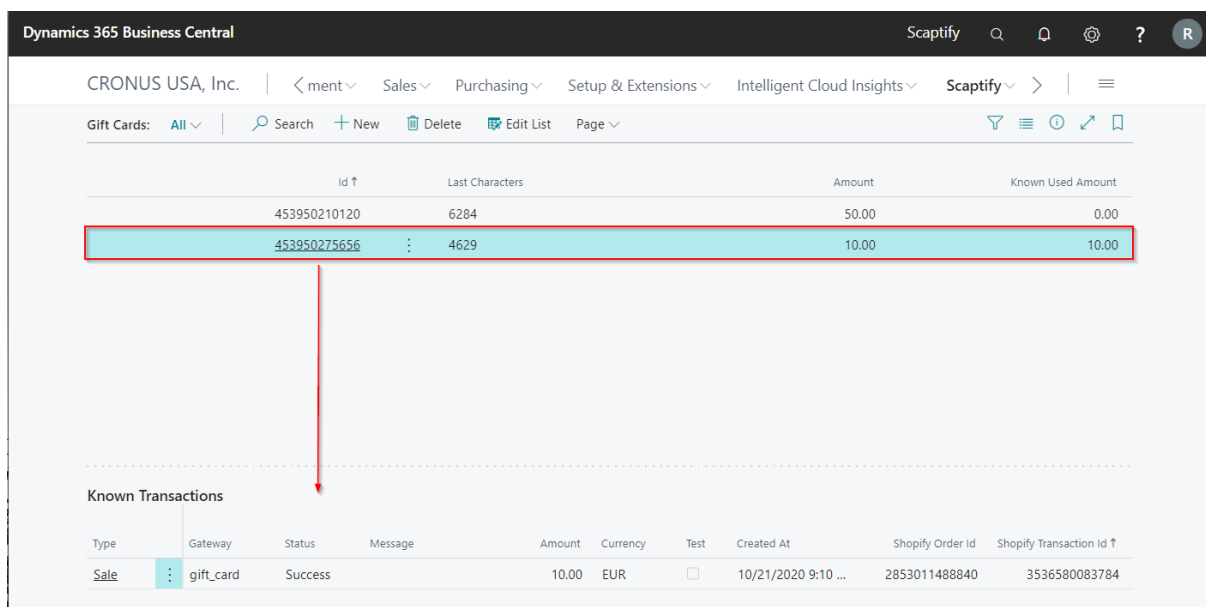 Dynamics 365 Business Central Scaptify ? R
CRONUS USA, Inc. ment Sales Purchasing Setup & Extensions Intelligent Cloud Insights Scaptify
Gift Cards: All Search New Delete Edit List Page
Id ↑ Last Characters Amount Known Used Amount
453950210120 6284 50.00 0.00
453950275656 4629 10.00 10.00
Known Transactions
Type Gateway Status Message Amount Currency Test Created At Shopify Order Id Shopify Transaction Id ↑
Sale gift_card Success 10.00 EUR 10/21/2020 9:10 ... 2853011488840 3536580083784